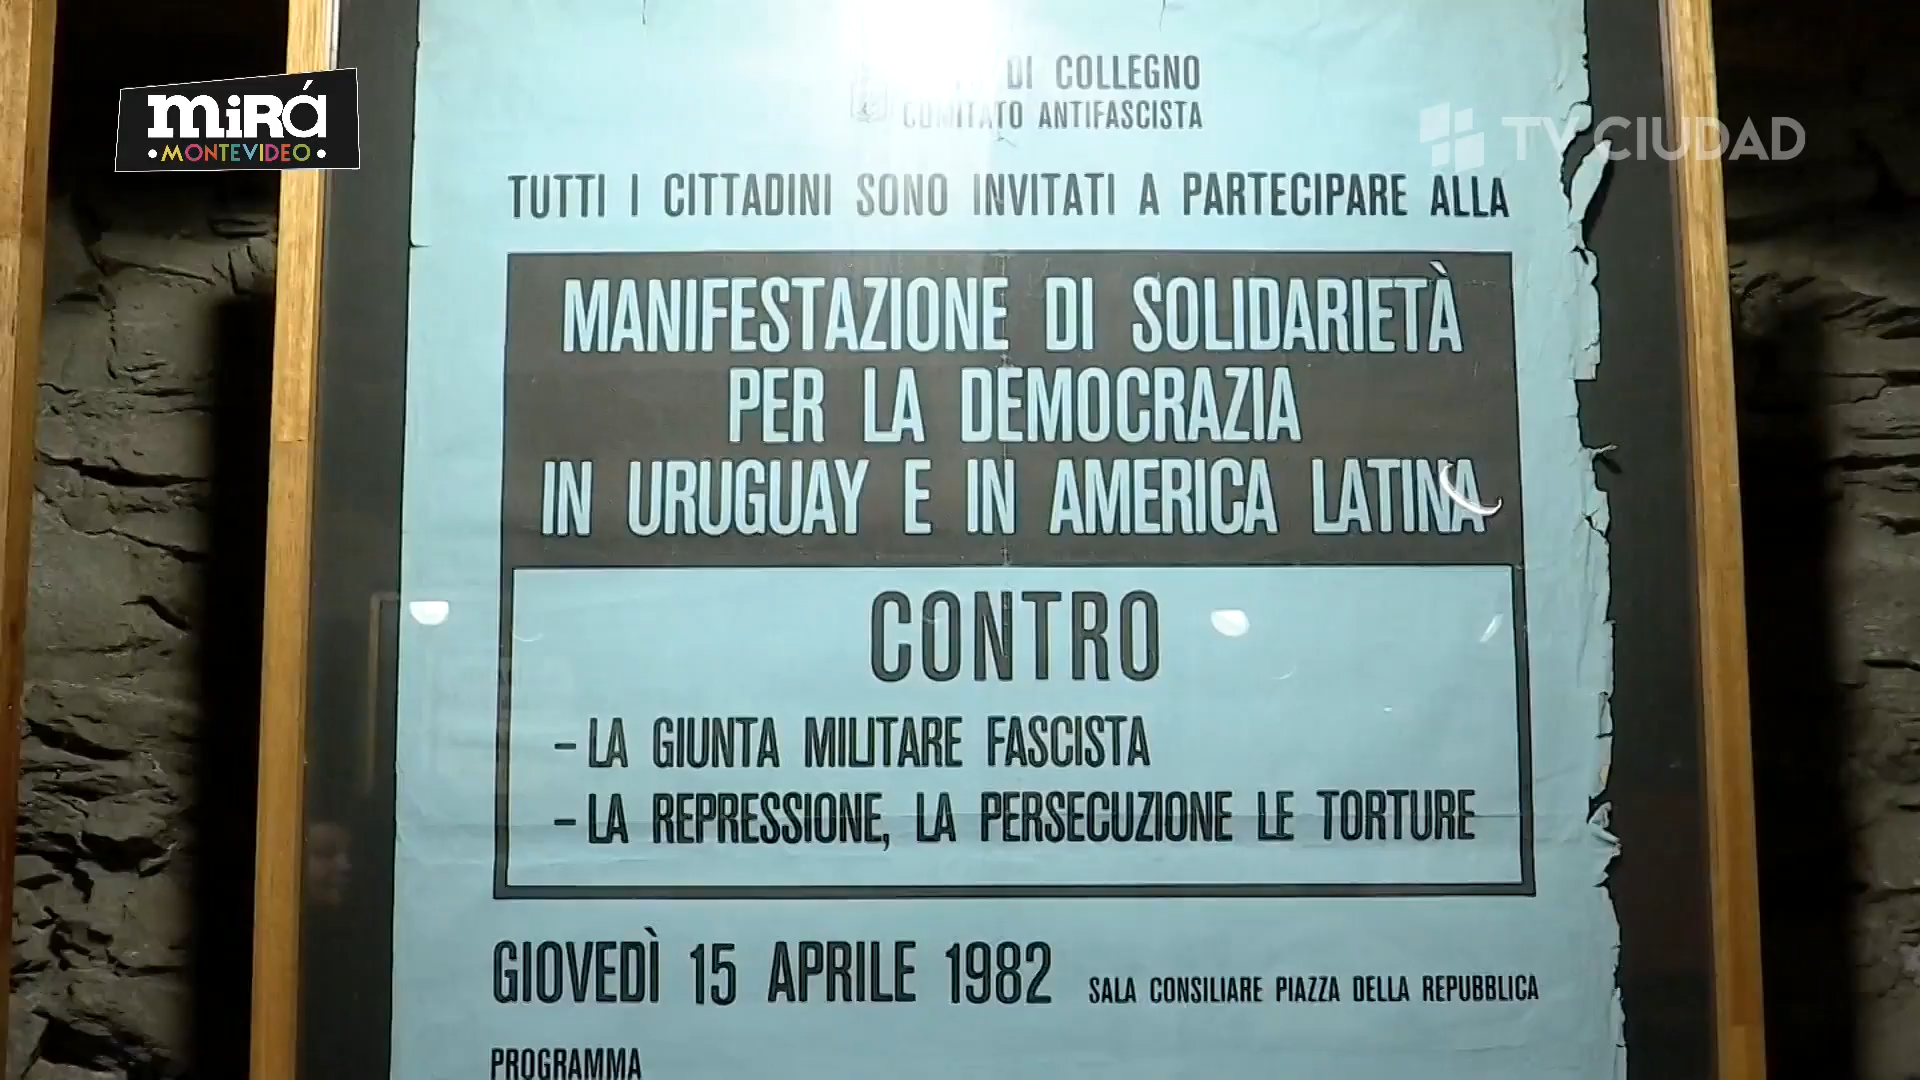 miRá
•MONTEVIDEO•
TV CIUDAD
DI COLLEGNO
COMITATO ANTIFASCISTA
TUTTI I CITTADINI SONO INVITATI A PARTECIPARE ALLA
MANIFESTAZIONE DI SOLIDARIETÀ
PER LA DEMOCRAZIA
IN URUGUAY E IN AMERICA LATINA
CONTRO
– LA GIUNTA MILITARE FASCISTA
– LA REPRESSIONE, LA PERSECUZIONE LE TORTURE
GIOVEDÌ 15 APRILE 1982 SALA CONSILIARE PIAZZA DELLA REPUBBLICA
PROGRAMMA